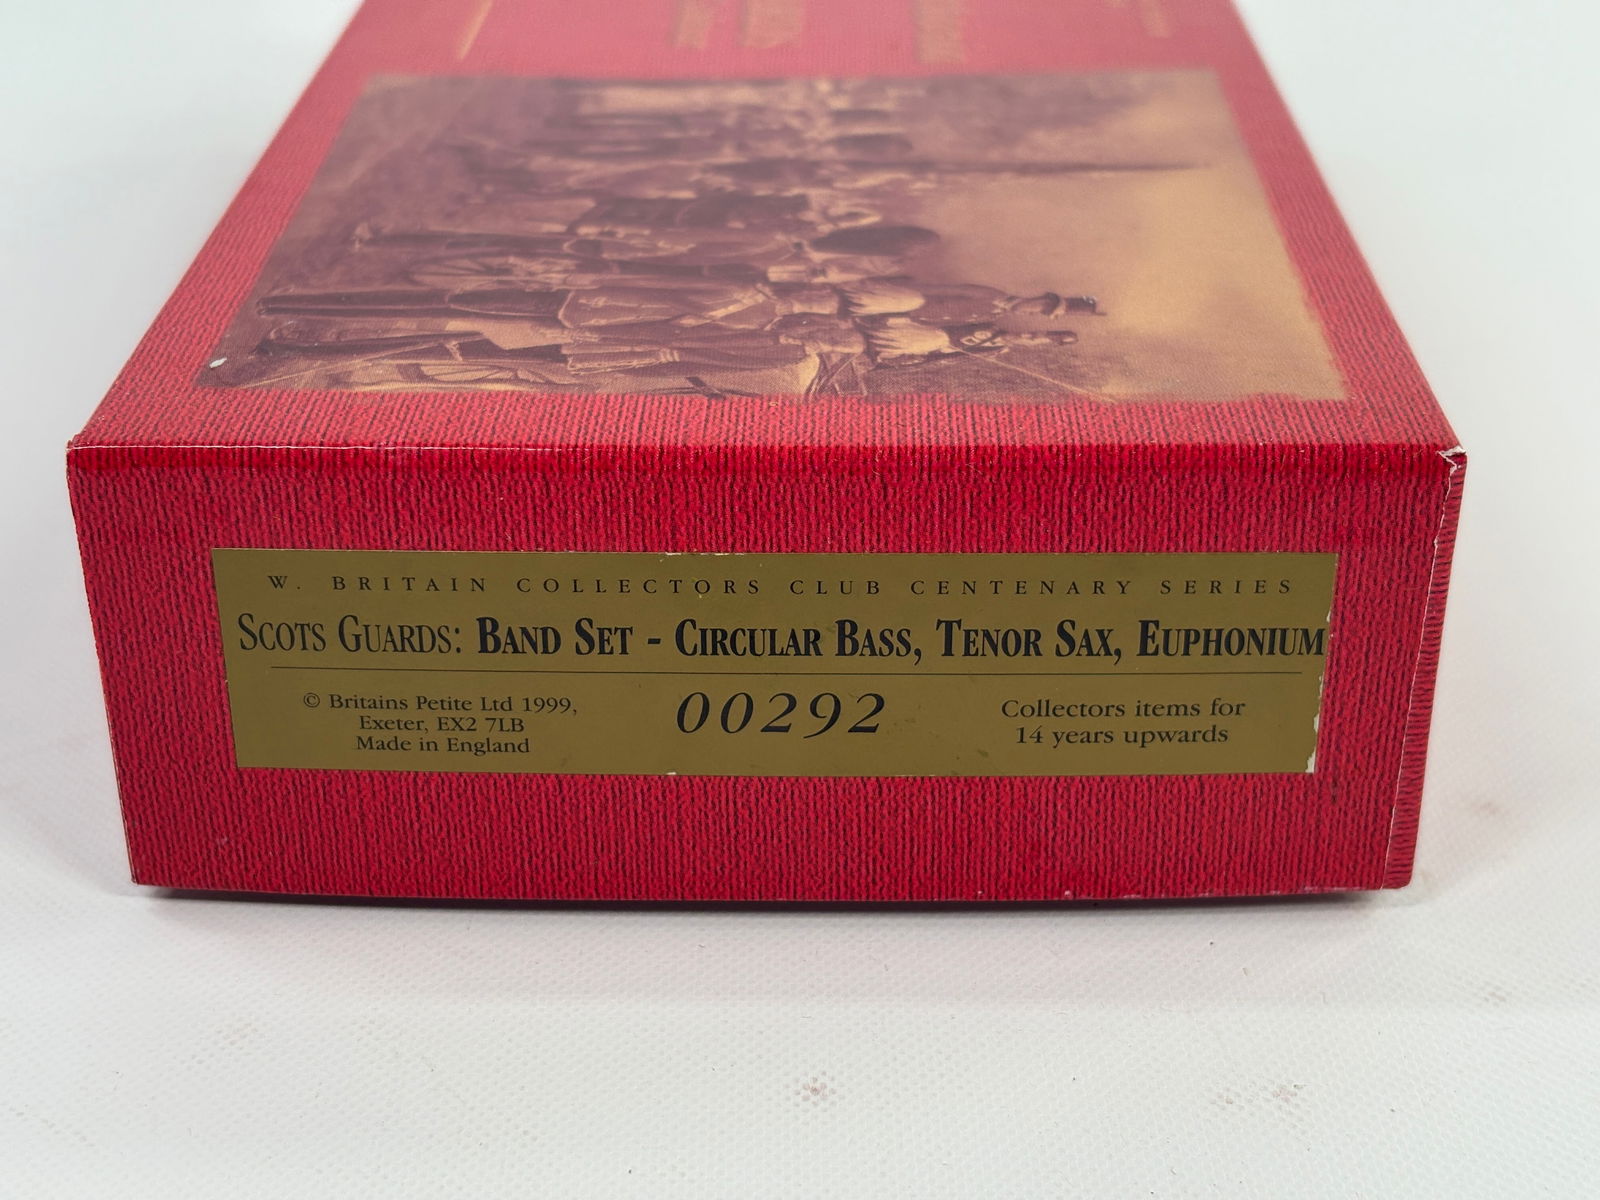 W. BRITAIN COLLECTORS CLUB CENTENARY SERIES
SCOTS GUARDS: BAND SET - CIRCULAR BASS, TENOR SAX, EUPHONIUM
© Britains Petite Ltd 1999,
Exeter, EX2 7LB
Made in England
00292
Collectors items for
14 years upwards